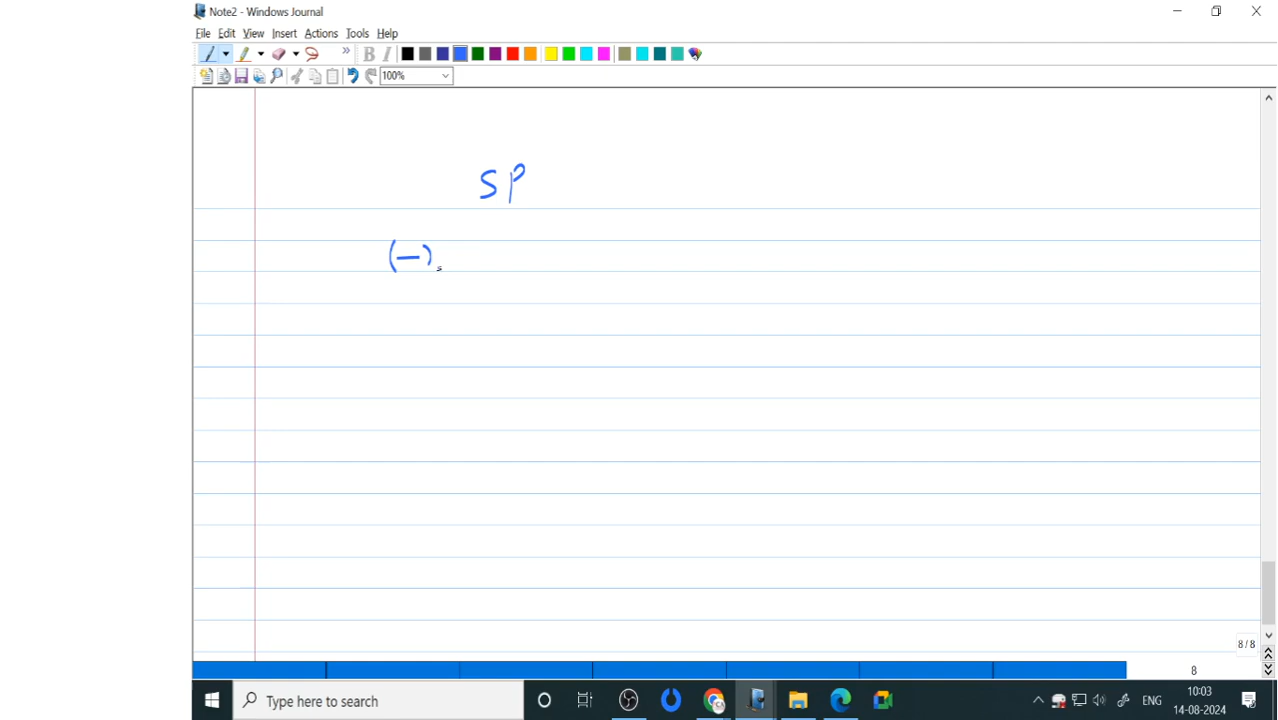 Note2 - Windows Journal
File Edit View Insert Actions Tools Help
B I
100%
SP
(—)
8 / 8
8
Type here to search
ENG
10:03
14-08-2024